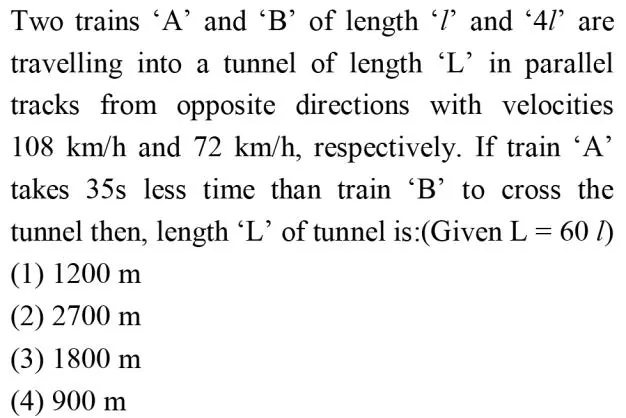 Two trains ‘A’ and ‘B’ of length ‘l’ and ‘4l’ are
travelling into a tunnel of length ‘L’ in parallel
tracks from opposite directions with velocities
108 km/h and 72 km/h, respectively. If train ‘A’
takes 35s less time than train ‘B’ to cross the
tunnel then, length ‘L’ of tunnel is:(Given L = 60 l)
(1) 1200 m
(2) 2700 m
(3) 1800 m
(4) 900 m